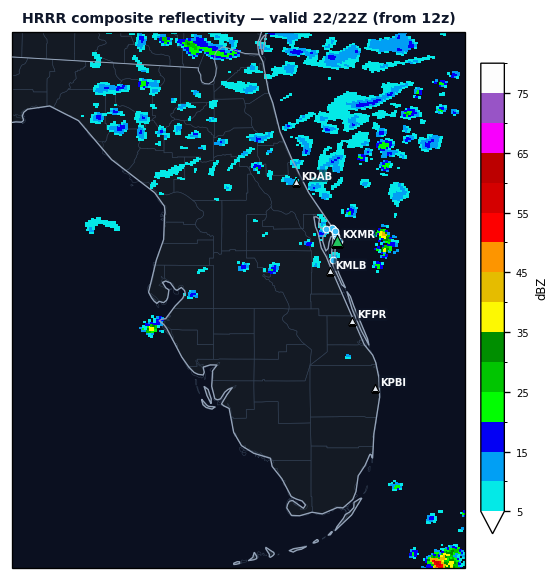 HRRR composite reflectivity — valid 22/22Z (from 12z)
75
65
55
45
35
25
15
5
dBZ
KDAB
KXMR
KMLB
KFPR
KPBI